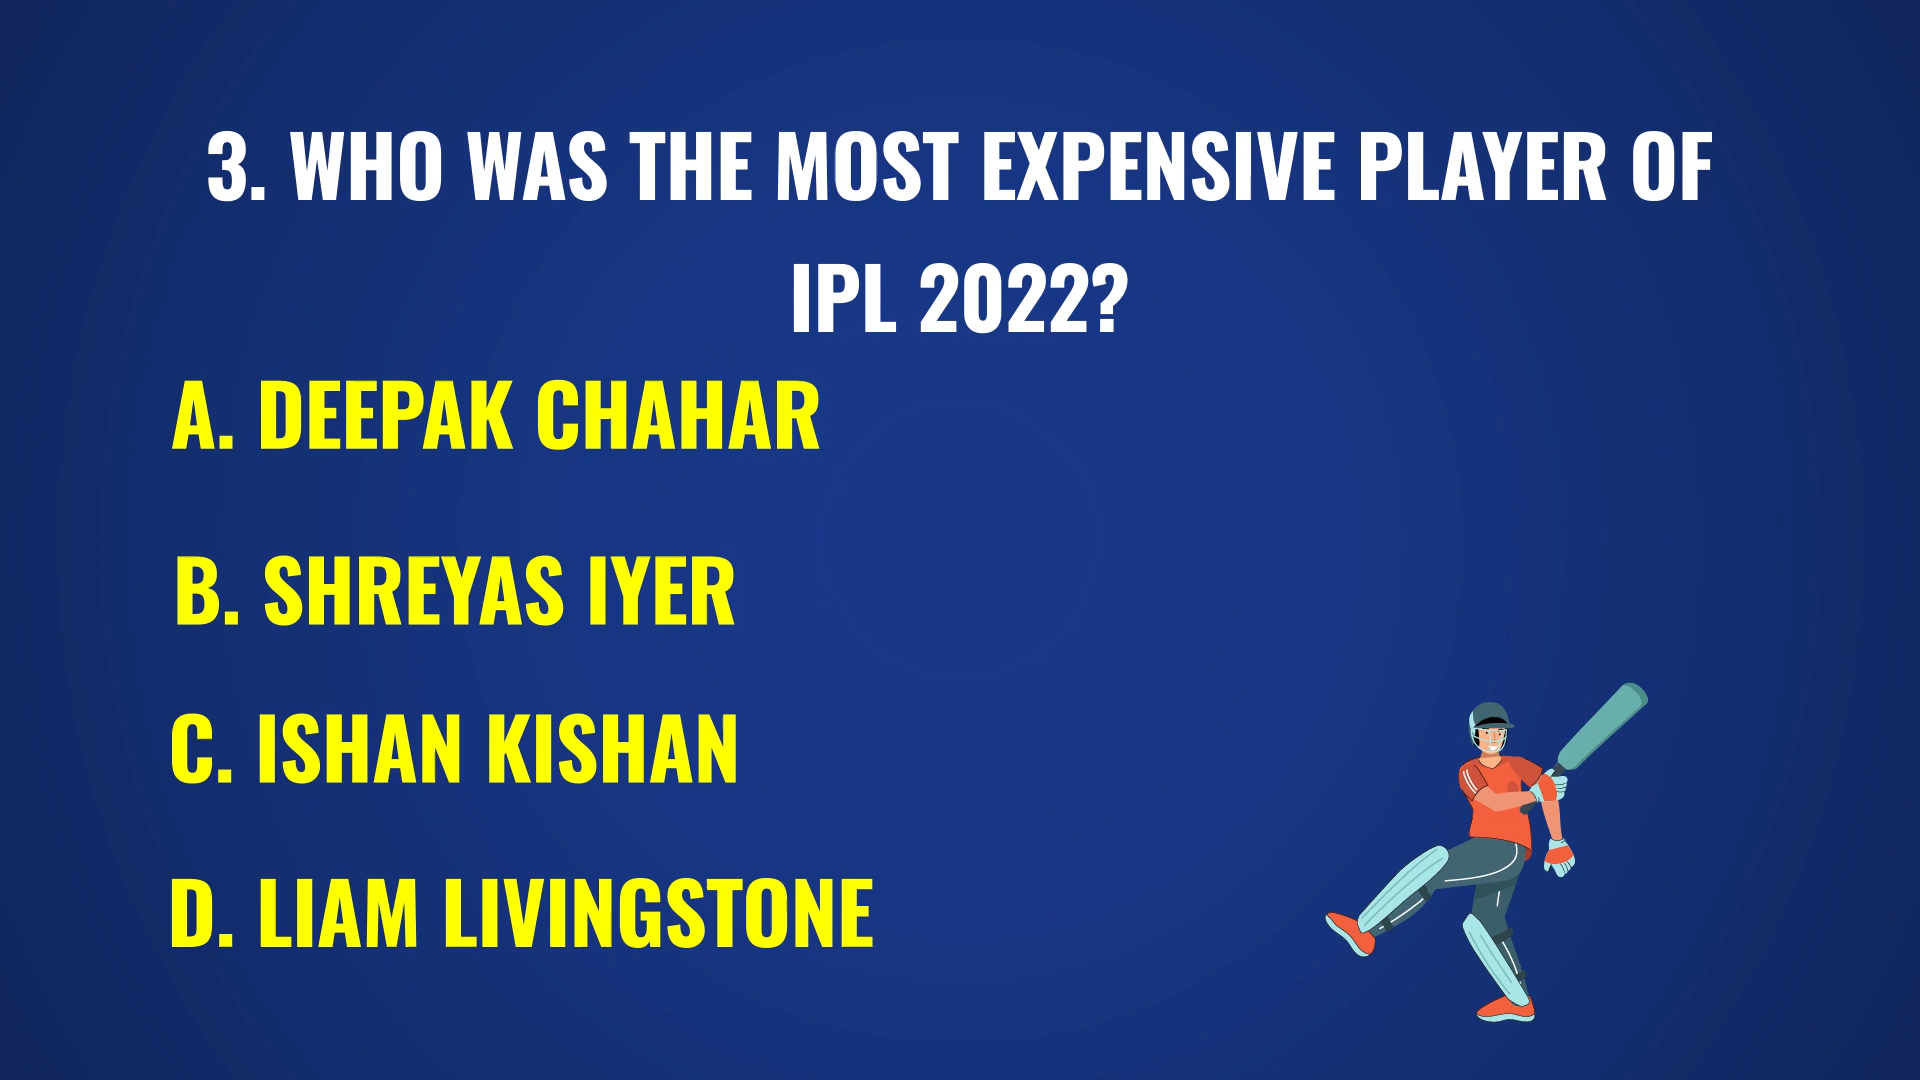 3. WHO WAS THE MOST EXPENSIVE PLAYER OF
IPL 2022?
A. DEEPAK CHAHAR
B. SHREYAS IYER
C. ISHAN KISHAN
D. LIAM LIVINGSTONE